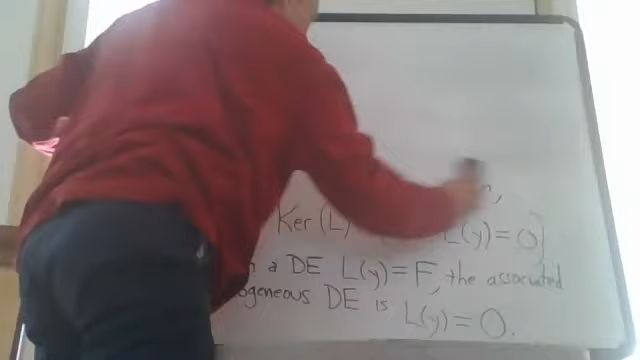 n,
Ker (L) L(y) = 0}
a DE L(y) = F, the associated
ogeneous DE is L(y) = 0.